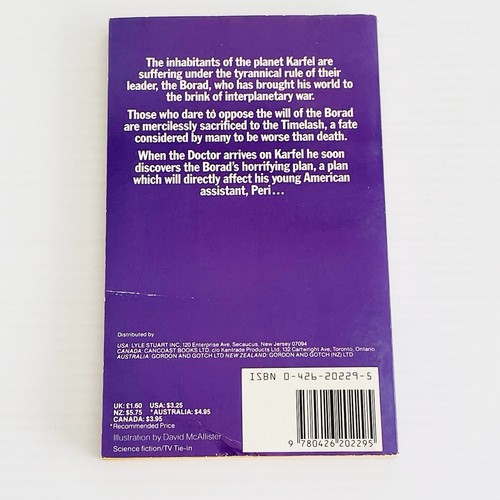 The inhabitants of the planet Karfel are
suffering under the tyrannical rule of their
leader, the Borad, who has brought his world to
the brink of interplanetary war.
Those who dare to oppose the will of the Borad
are mercilessly sacrificed to the Timelash, a fate
considered by many to be worse than death.
When the Doctor arrives on Karfel he soon
discovers the Borad's horrifying plan, a plan
which will directly affect his young American
assistant, Peri...
Distributed by
USA: LYLE STUART INC, 120 Enterprise Ave, Secaucus, New Jersey 07094
CANADA: CANCOAST BOOKS LTD, c/o Kentrade Products Ltd, 132 Cartwright Ave, Toronto, Ontario
AUSTRALIA: GORDON AND GOTCH LTD NEW ZEALAND: GORDON AND GOTCH (NZ) LTD
ISBN 0-426-20229-5
UK: £1.60 USA: $3.25
NZ: $5.75 *AUSTRALIA: $4.95
CANADA: $3.95
*Recommended Price
Illustration by David McAllister
Science fiction/TV Tie-in
9 780426 202295